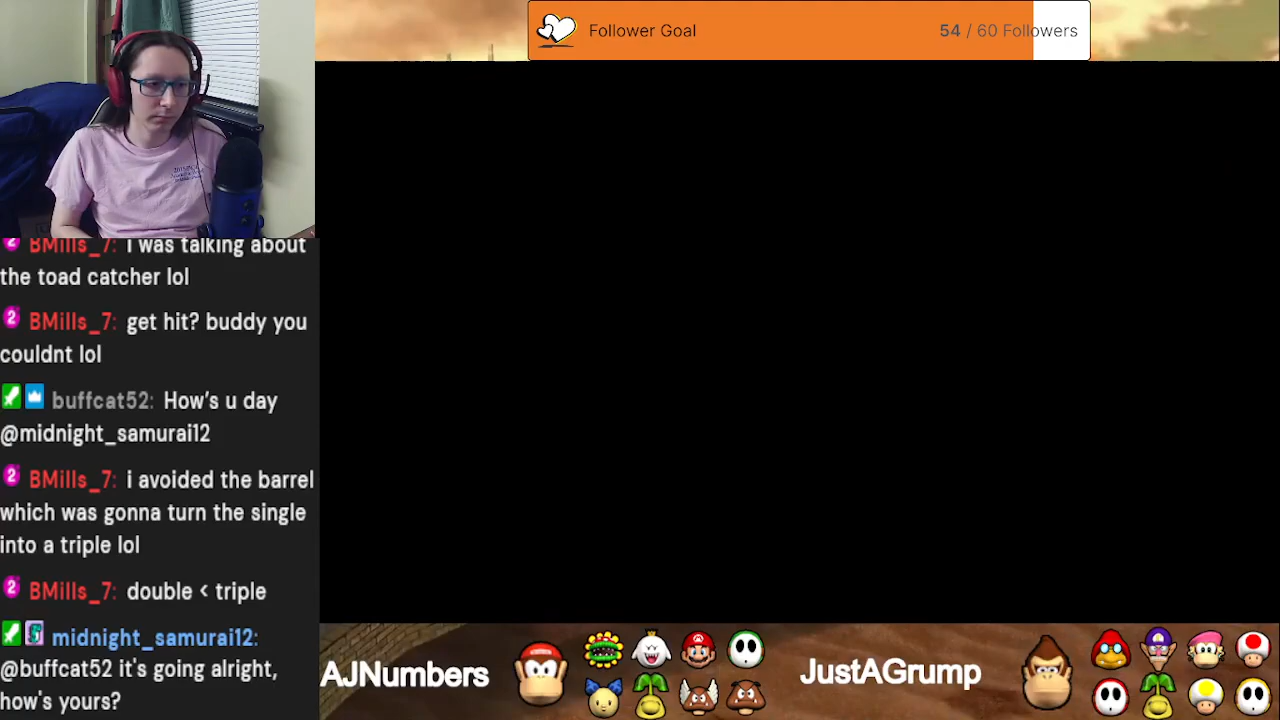 Follower Goal 54 / 60 Followers
BMills_7: i was talking about
the toad catcher lol
BMills_7: get hit? buddy you
couldnt lol
buffcat52: How's u day
@midnight_samurai12
BMills_7: i avoided the barrel
which was gonna turn the single
into a triple lol
BMills_7: double < triple
midnight_samurai12:
@buffcat52 it's going alright,
how's yours?
AJNumbers JustAGrump